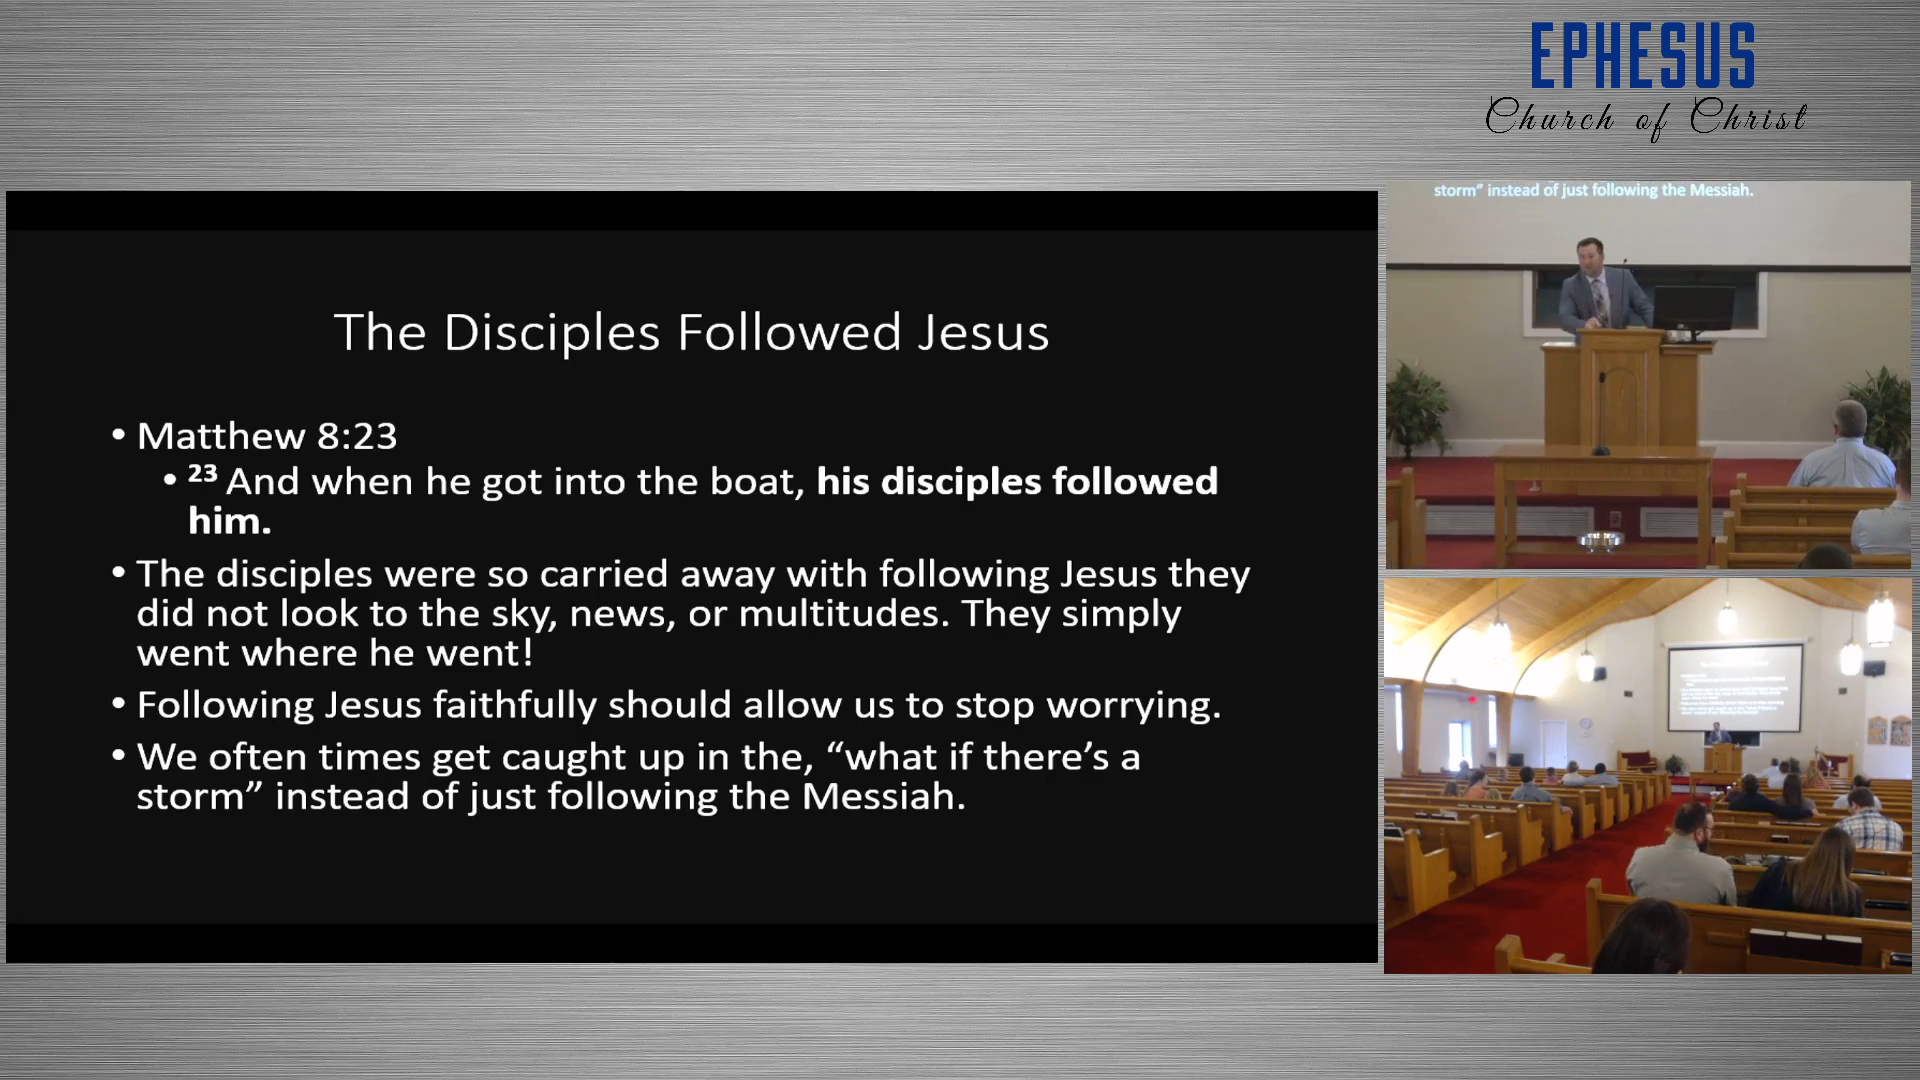 EPHESUS
Church of Christ
The Disciples Followed Jesus
• Matthew 8:23
• 23 And when he got into the boat, his disciples followed
him.
• The disciples were so carried away with following Jesus they
did not look to the sky, news, or multitudes. They simply
went where he went!
• Following Jesus faithfully should allow us to stop worrying.
• We often times get caught up in the, “what if there’s a
storm” instead of just following the Messiah.
storm” instead of just following the Messiah.